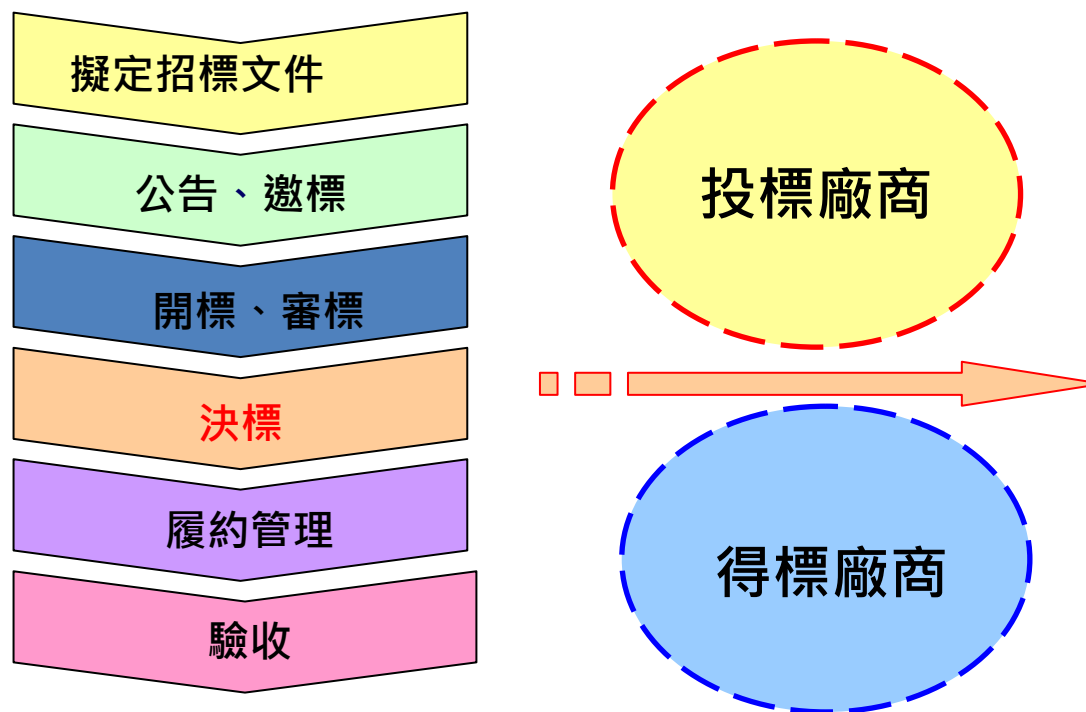 擬定招標文件
公告、邀標
開標、審標
決標
履約管理
驗收
投標廠商
得標廠商